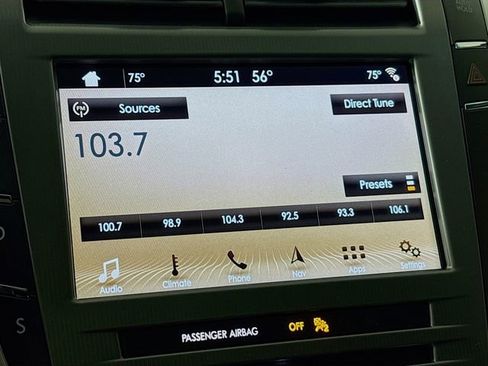 75° 5:51 56° 75°
FM Sources Direct Tune
103.7
Presets
100.7 98.9 104.3 92.5 93.3 106.1
Audio Climate Phone Nav Apps Settings
S
PASSENGER AIRBAG OFF